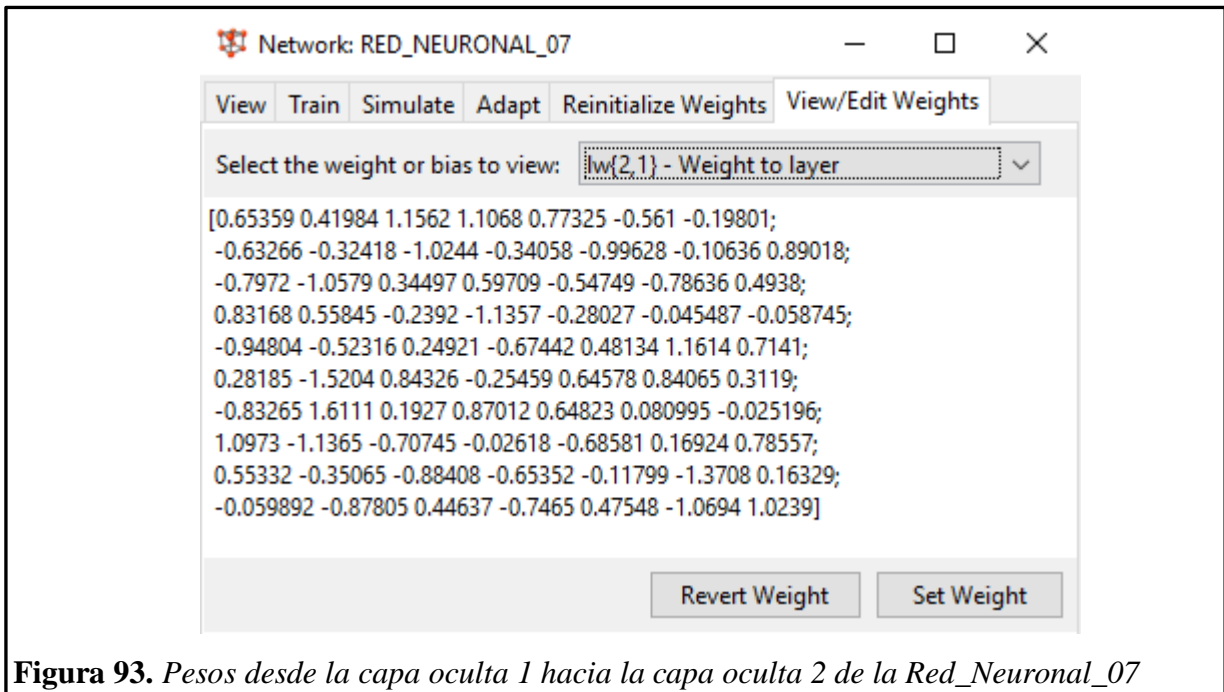 Network: RED_NEURONAL_07
View Train Simulate Adapt Reinitialize Weights View/Edit Weights
Select the weight or bias to view: lw{2,1} - Weight to layer
[0.65359 0.41984 1.1562 1.1068 0.77325 -0.561 -0.19801;
-0.63266 -0.32418 -1.0244 -0.34058 -0.99628 -0.10636 0.89018;
-0.7972 -1.0579 0.34497 0.59709 -0.54749 -0.78636 0.4938;
0.83168 0.55845 -0.2392 -1.1357 -0.28027 -0.045487 -0.058745;
-0.94804 -0.52316 0.24921 -0.67442 0.48134 1.1614 0.7141;
0.28185 -1.5204 0.84326 -0.25459 0.64578 0.84065 0.3119;
-0.83265 1.6111 0.1927 0.87012 0.64823 0.080995 -0.025196;
1.0973 -1.1365 -0.70745 -0.02618 -0.68581 0.16924 0.78557;
0.55332 -0.35065 -0.88408 -0.65352 -0.11799 -1.3708 0.16329;
-0.059892 -0.87805 0.44637 -0.7465 0.47548 -1.0694 1.0239]
Revert Weight Set Weight
Figura 93. Pesos desde la capa oculta 1 hacia la capa oculta 2 de la Red_Neuronal_07